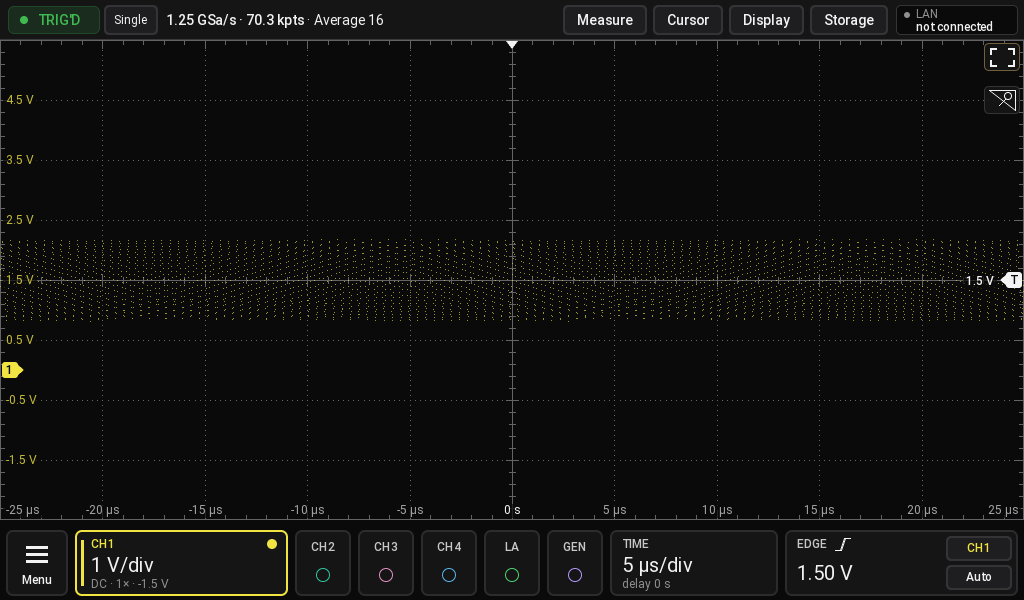 TRIG'D
Single
1.25 GSa/s · 70.3 kpts · Average 16
Measure
Cursor
Display
Storage
LAN
not connected
4.5 V
3.5 V
2.5 V
1.5 V
1.5 V
T
0.5 V
1
-0.5 V
-1.5 V
-25 µs
-20 µs
-15 µs
-10 µs
-5 µs
0 s
5 µs
10 µs
15 µs
20 µs
25 µs
Menu
CH1
1 V/div
DC · 1× · -1.5 V
CH2
CH3
CH4
LA
GEN
TIME
5 µs/div
delay 0 s
EDGE
1.50 V
CH1
Auto